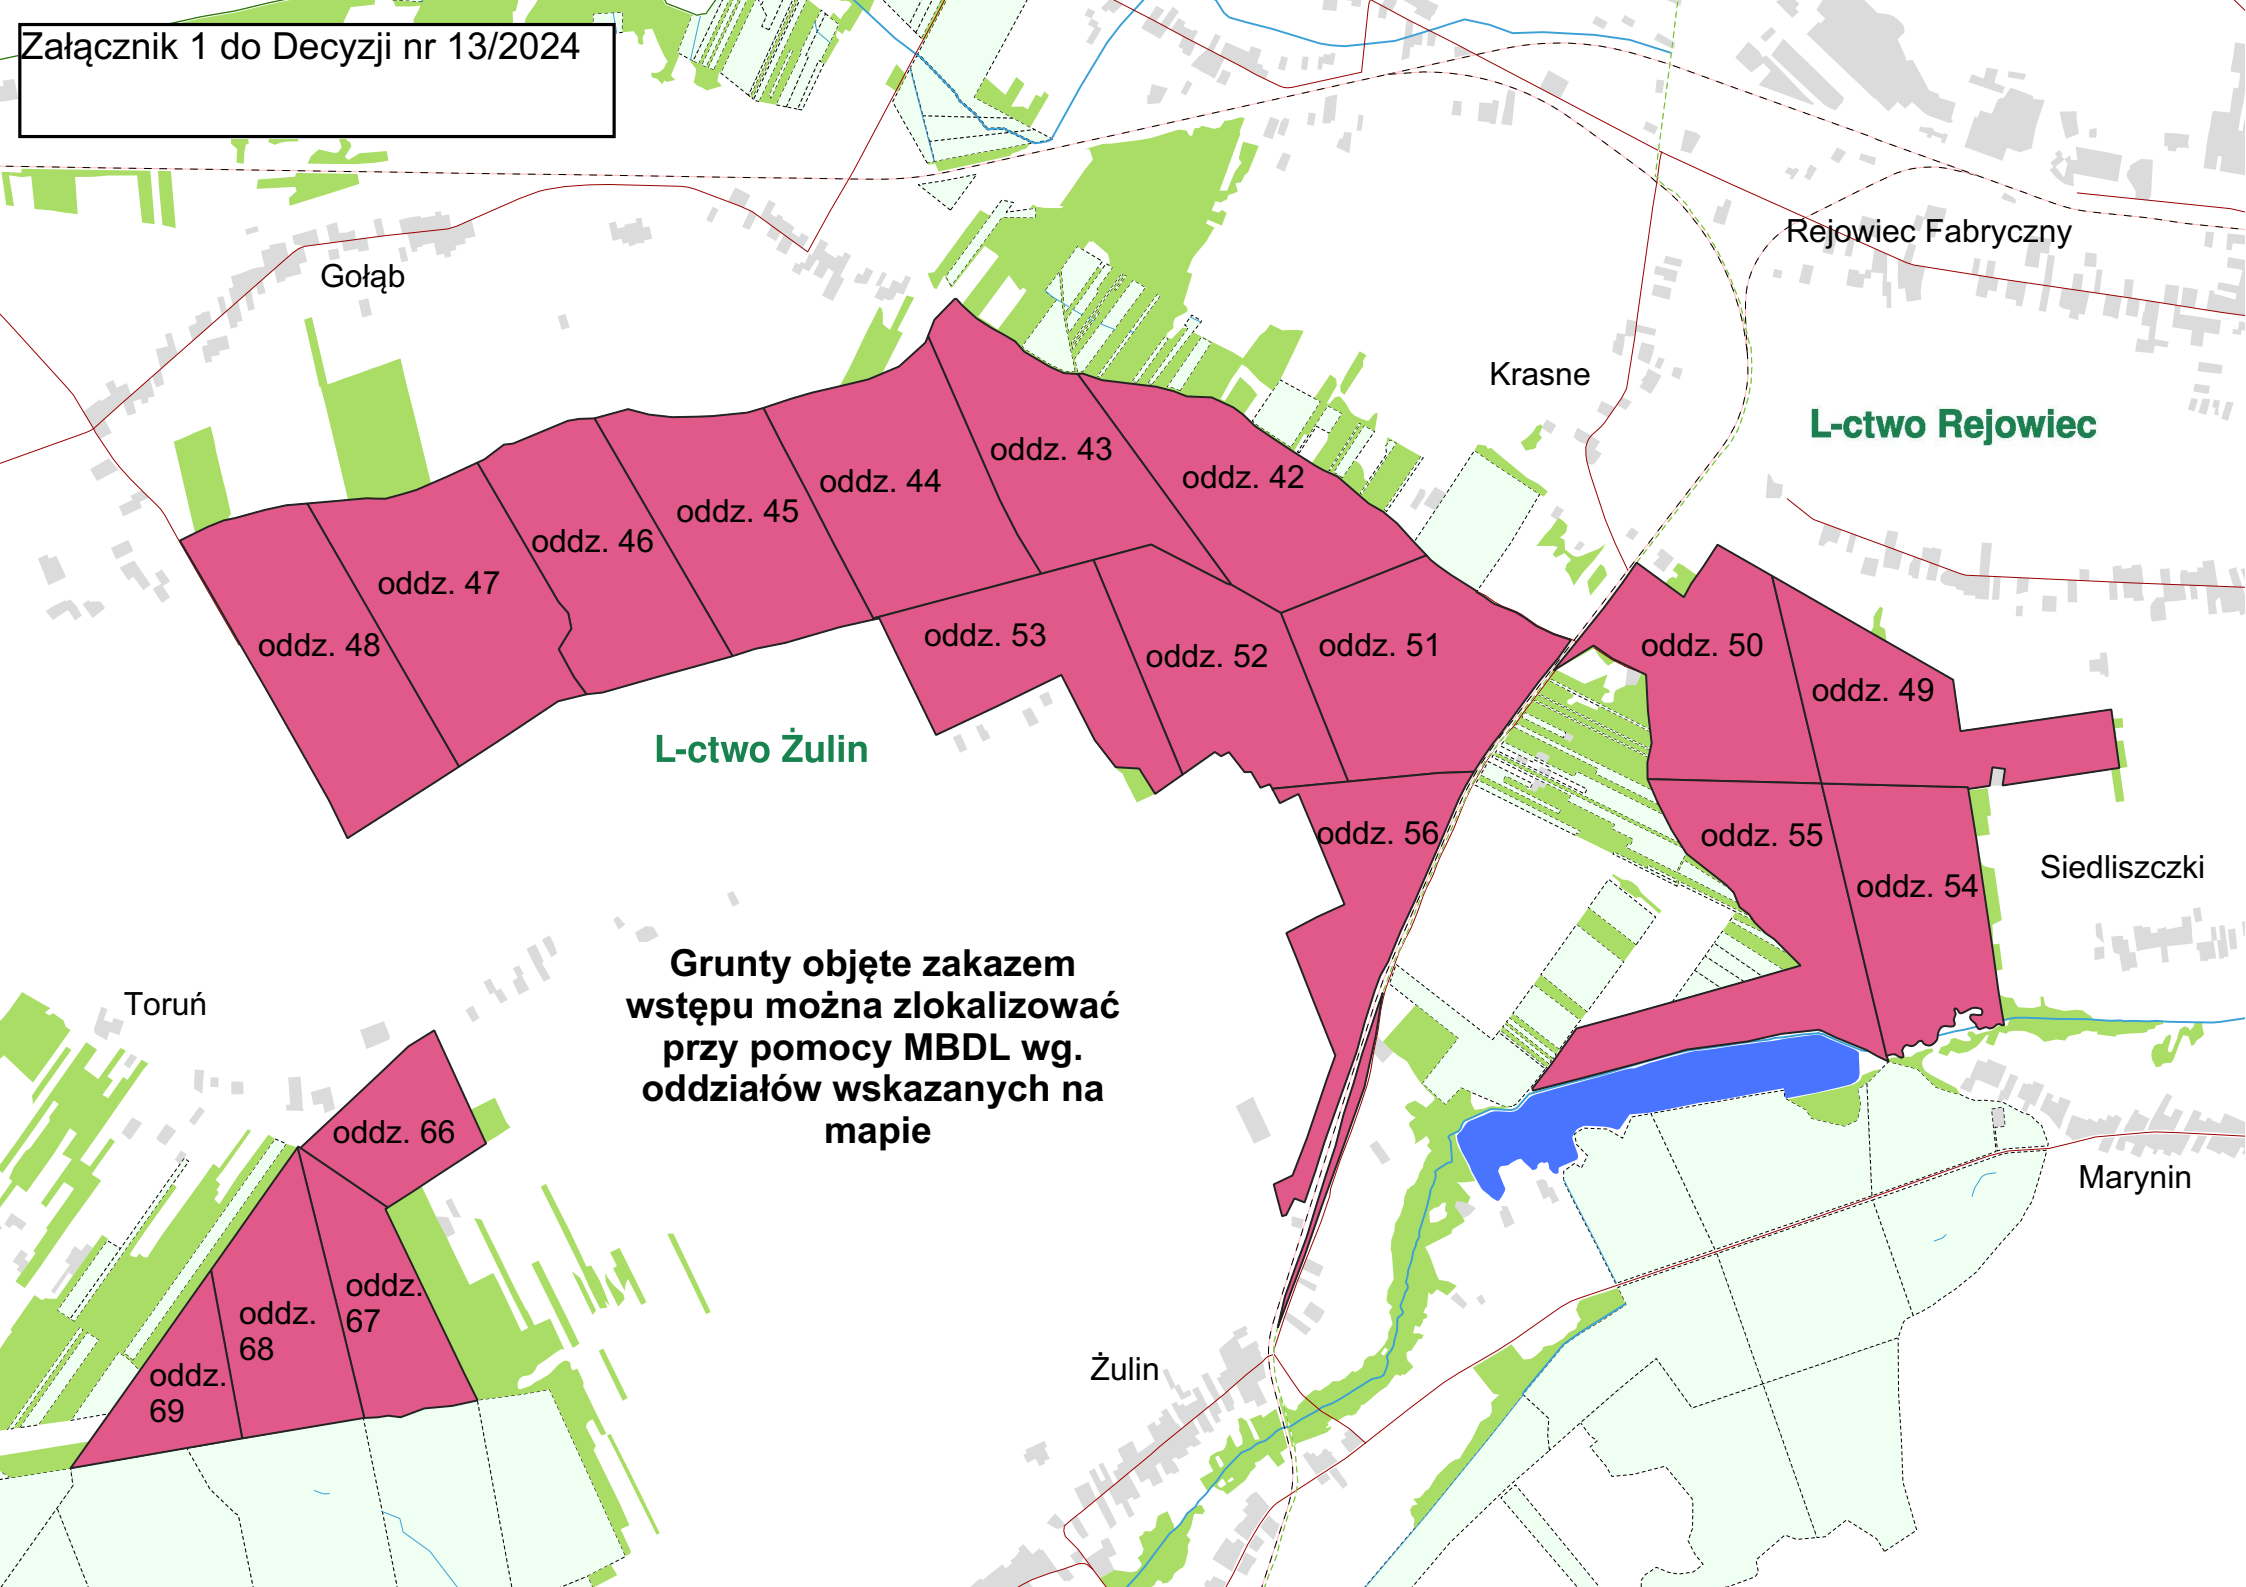 Załącznik 1 do Decyzji nr 13/2024
Rejowiec Fabryczny
Gołąb
Krasne
L-ctwo Rejowiec
oddz. 43
oddz. 42
oddz. 44
oddz. 45
oddz. 46
oddz. 47
oddz. 48
oddz. 53
oddz. 52
oddz. 51
oddz. 50
oddz. 49
L-ctwo Żulin
oddz. 56
oddz. 55
oddz. 54
Siedliszczki
Grunty objęte zakazem
wstępu można zlokalizować
przy pomocy MBDL wg.
oddziałów wskazanych na
mapie
Toruń
oddz. 66
Marynin
oddz.
67
oddz.
68
oddz.
69
Żulin